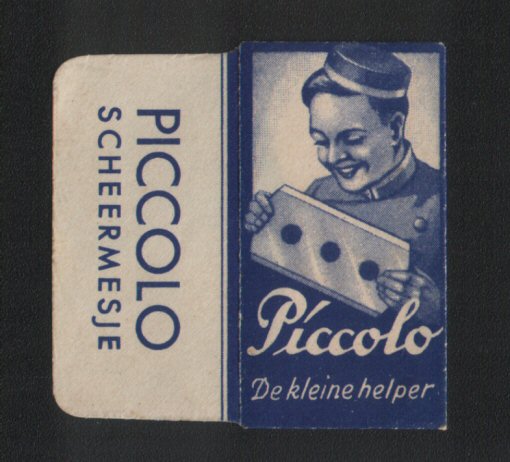 PICCOLO
SCHEERMESJE
Piccolo
De kleine helper